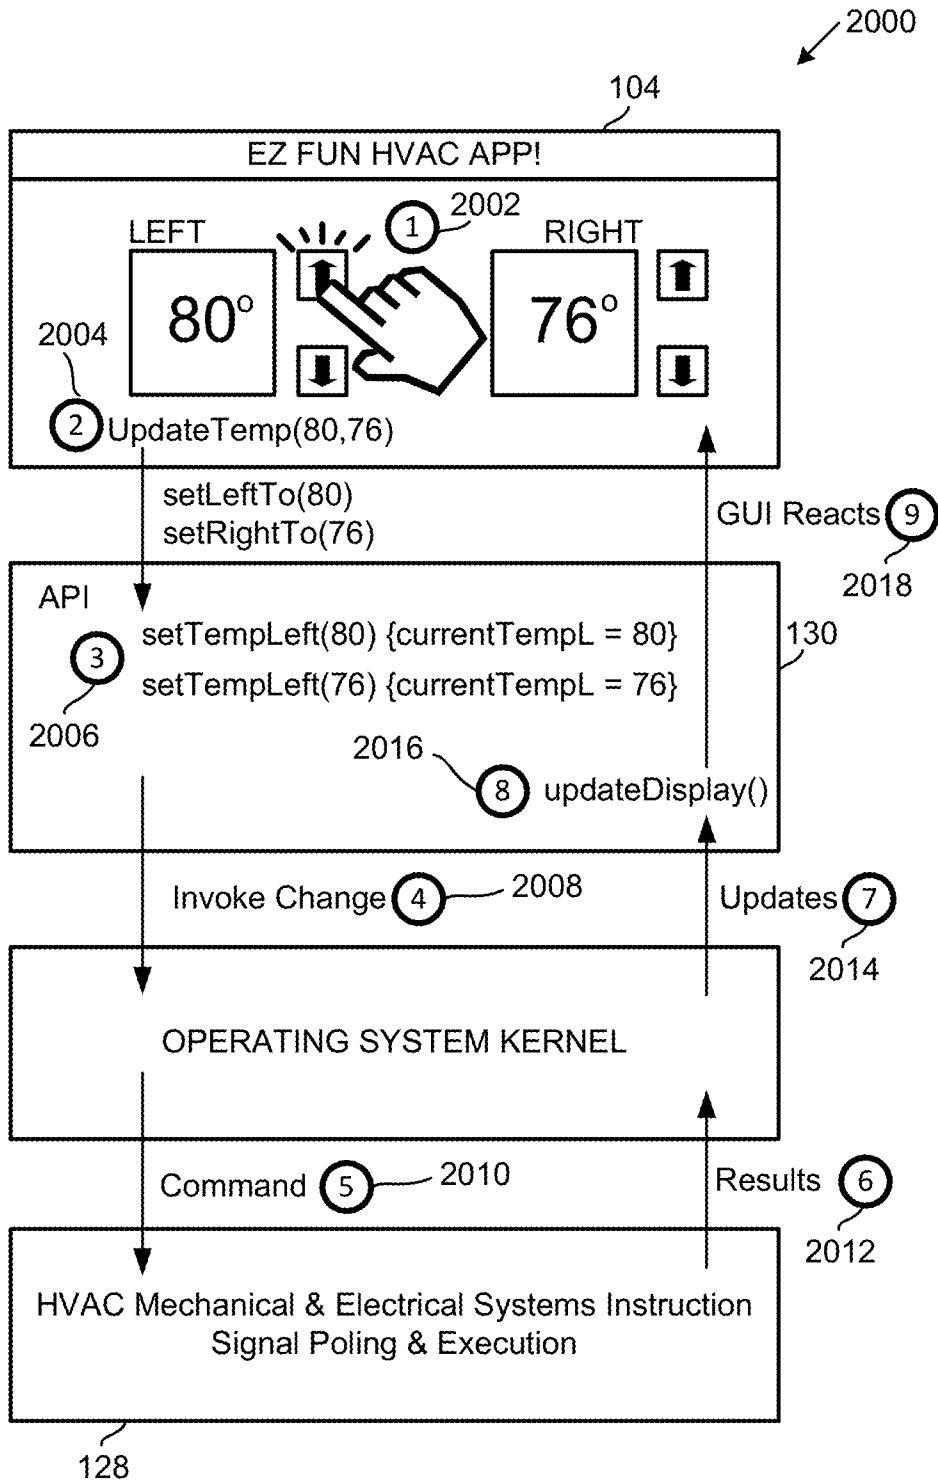 2000
104
EZ FUN HVAC APP!
1
2002
LEFT
RIGHT
80°
76°
2004
2
UpdateTemp(80,76)
setLeftTo(80)
setRightTo(76)
GUI Reacts 9
2018
API
130
3
setTempLeft(80) {currentTempL = 80}
setTempLeft(76) {currentTempL = 76}
2006
2016
8 updateDisplay()
Invoke Change 4 2008
Updates 7
2014
OPERATING SYSTEM KERNEL
Command 5 2010
Results 6
2012
HVAC Mechanical & Electrical Systems Instruction
Signal Poling & Execution
128